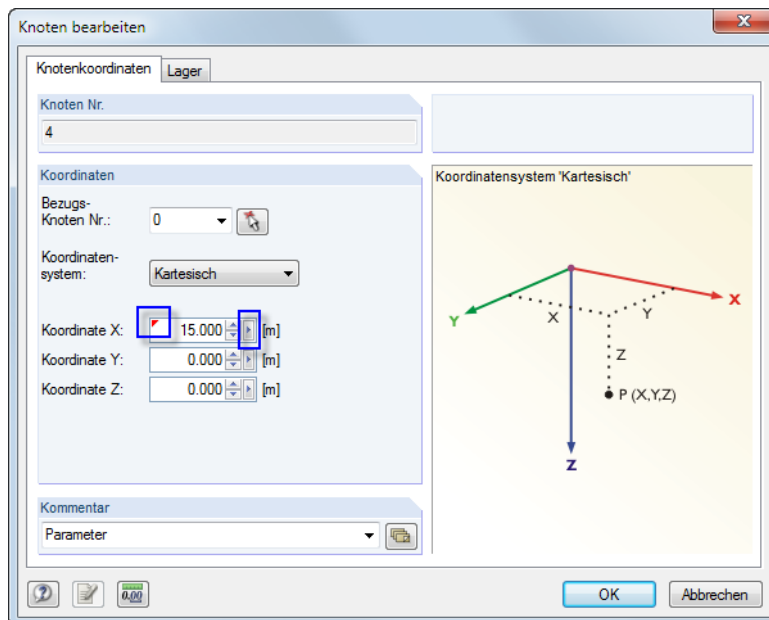 Knoten bearbeiten
Knotenkoordinaten
Lager
Knoten Nr.
4
Koordinaten
Bezugs-
Knoten Nr.:
0
Koordinaten-
system:
Kartesisch
Koordinate X:
15.000
[m]
Koordinate Y:
0.000
[m]
Koordinate Z:
0.000
[m]
Kommentar
Parameter
Koordinatensystem 'Kartesisch'
X
Y
X
Y
Z
P (X,Y,Z)
Z
0.00
OK
Abbrechen